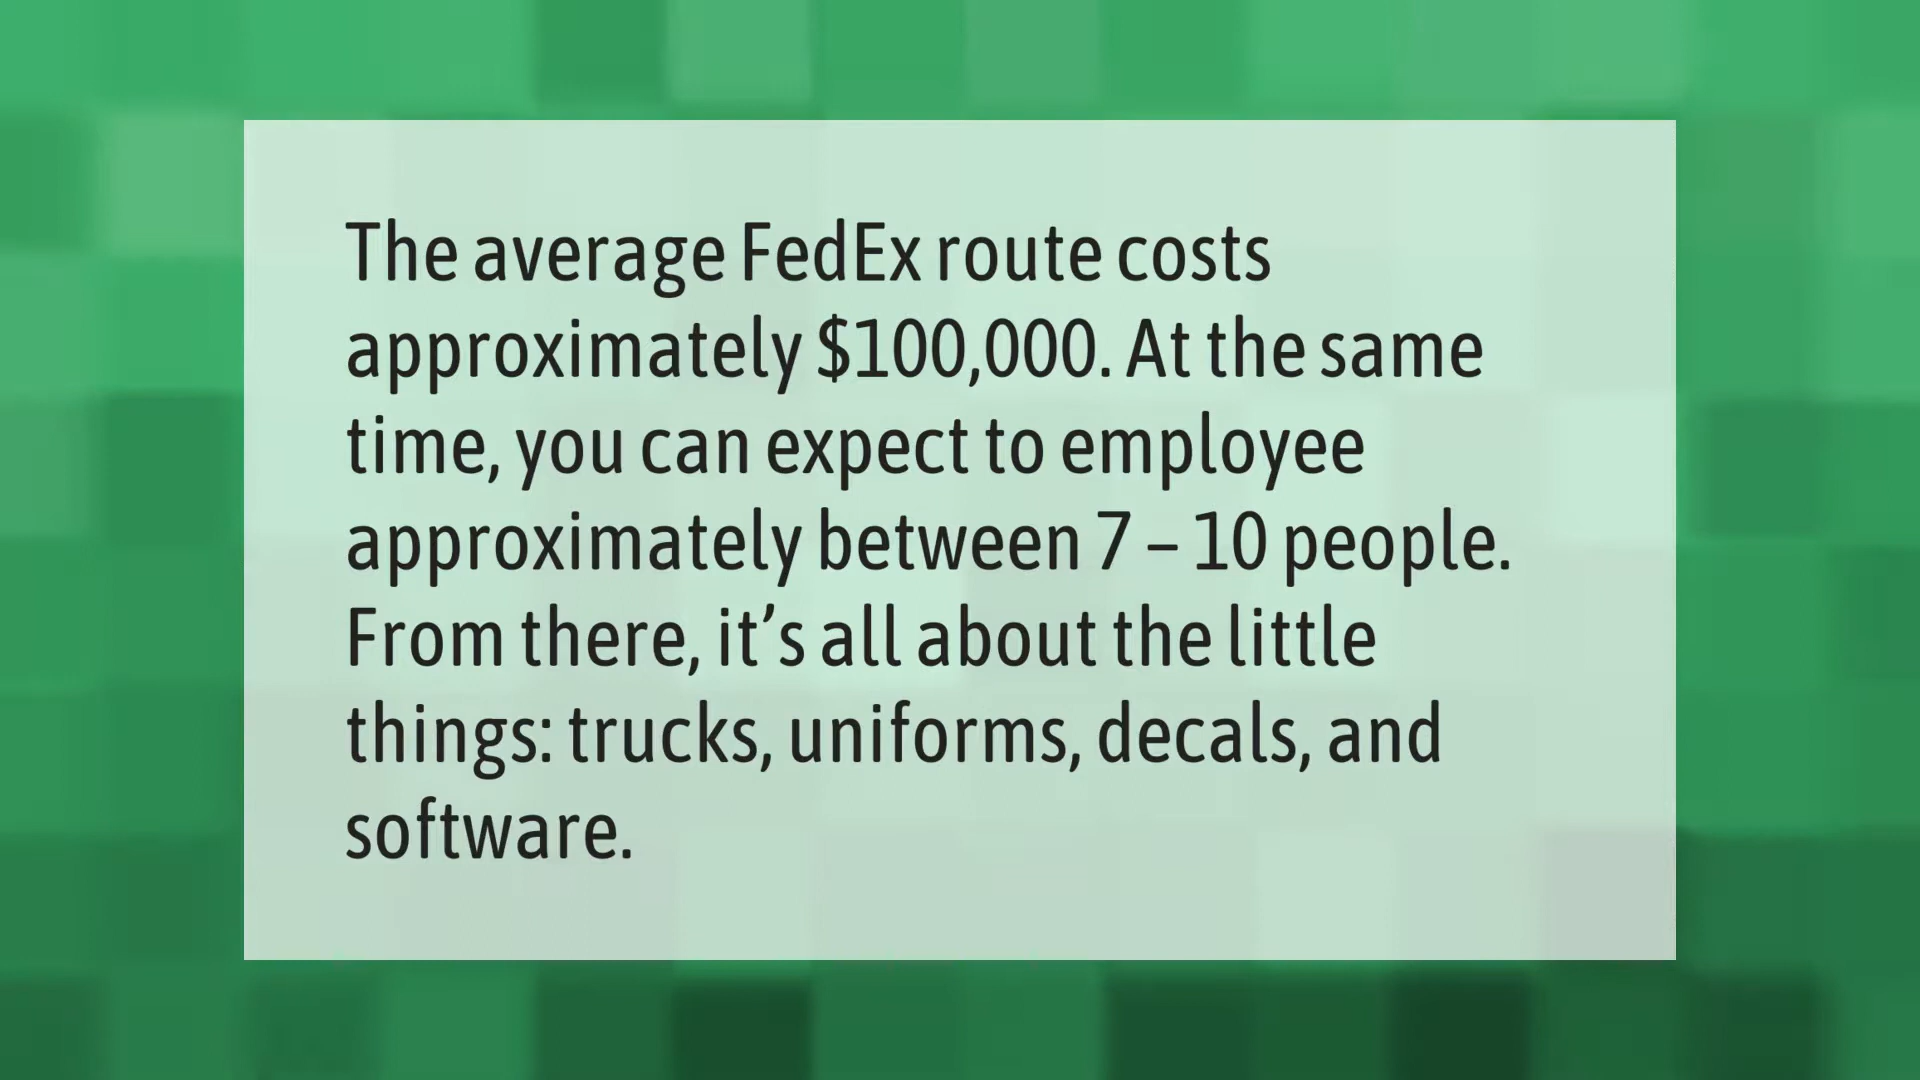 The average FedEx route costs
approximately $100,000. At the same
time, you can expect to employee
approximately between 7 – 10 people.
From there, it’s all about the little
things: trucks, uniforms, decals, and
software.